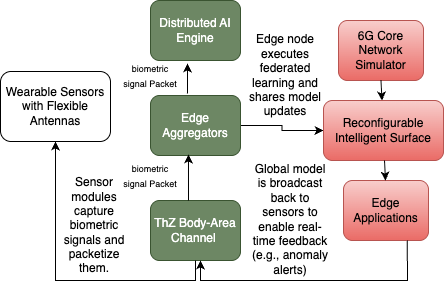 Distributed AI
Engine
biometric
signal Packet
Edge node
executes
federated
learning and
shares model
updates
6G Core
Network
Simulator
Wearable Sensors
with Flexible
Antennas
Edge
Aggregators
Reconfigurable
Intelligent Surface
biometric
signal Packet
Sensor
modules
capture
biometric
signals and
packetize
them.
ThZ Body-Area
Channel
Global model
is broadcast
back to
sensors to
enable real-
time feedback
(e.g., anomaly
alerts)
Edge
Applications